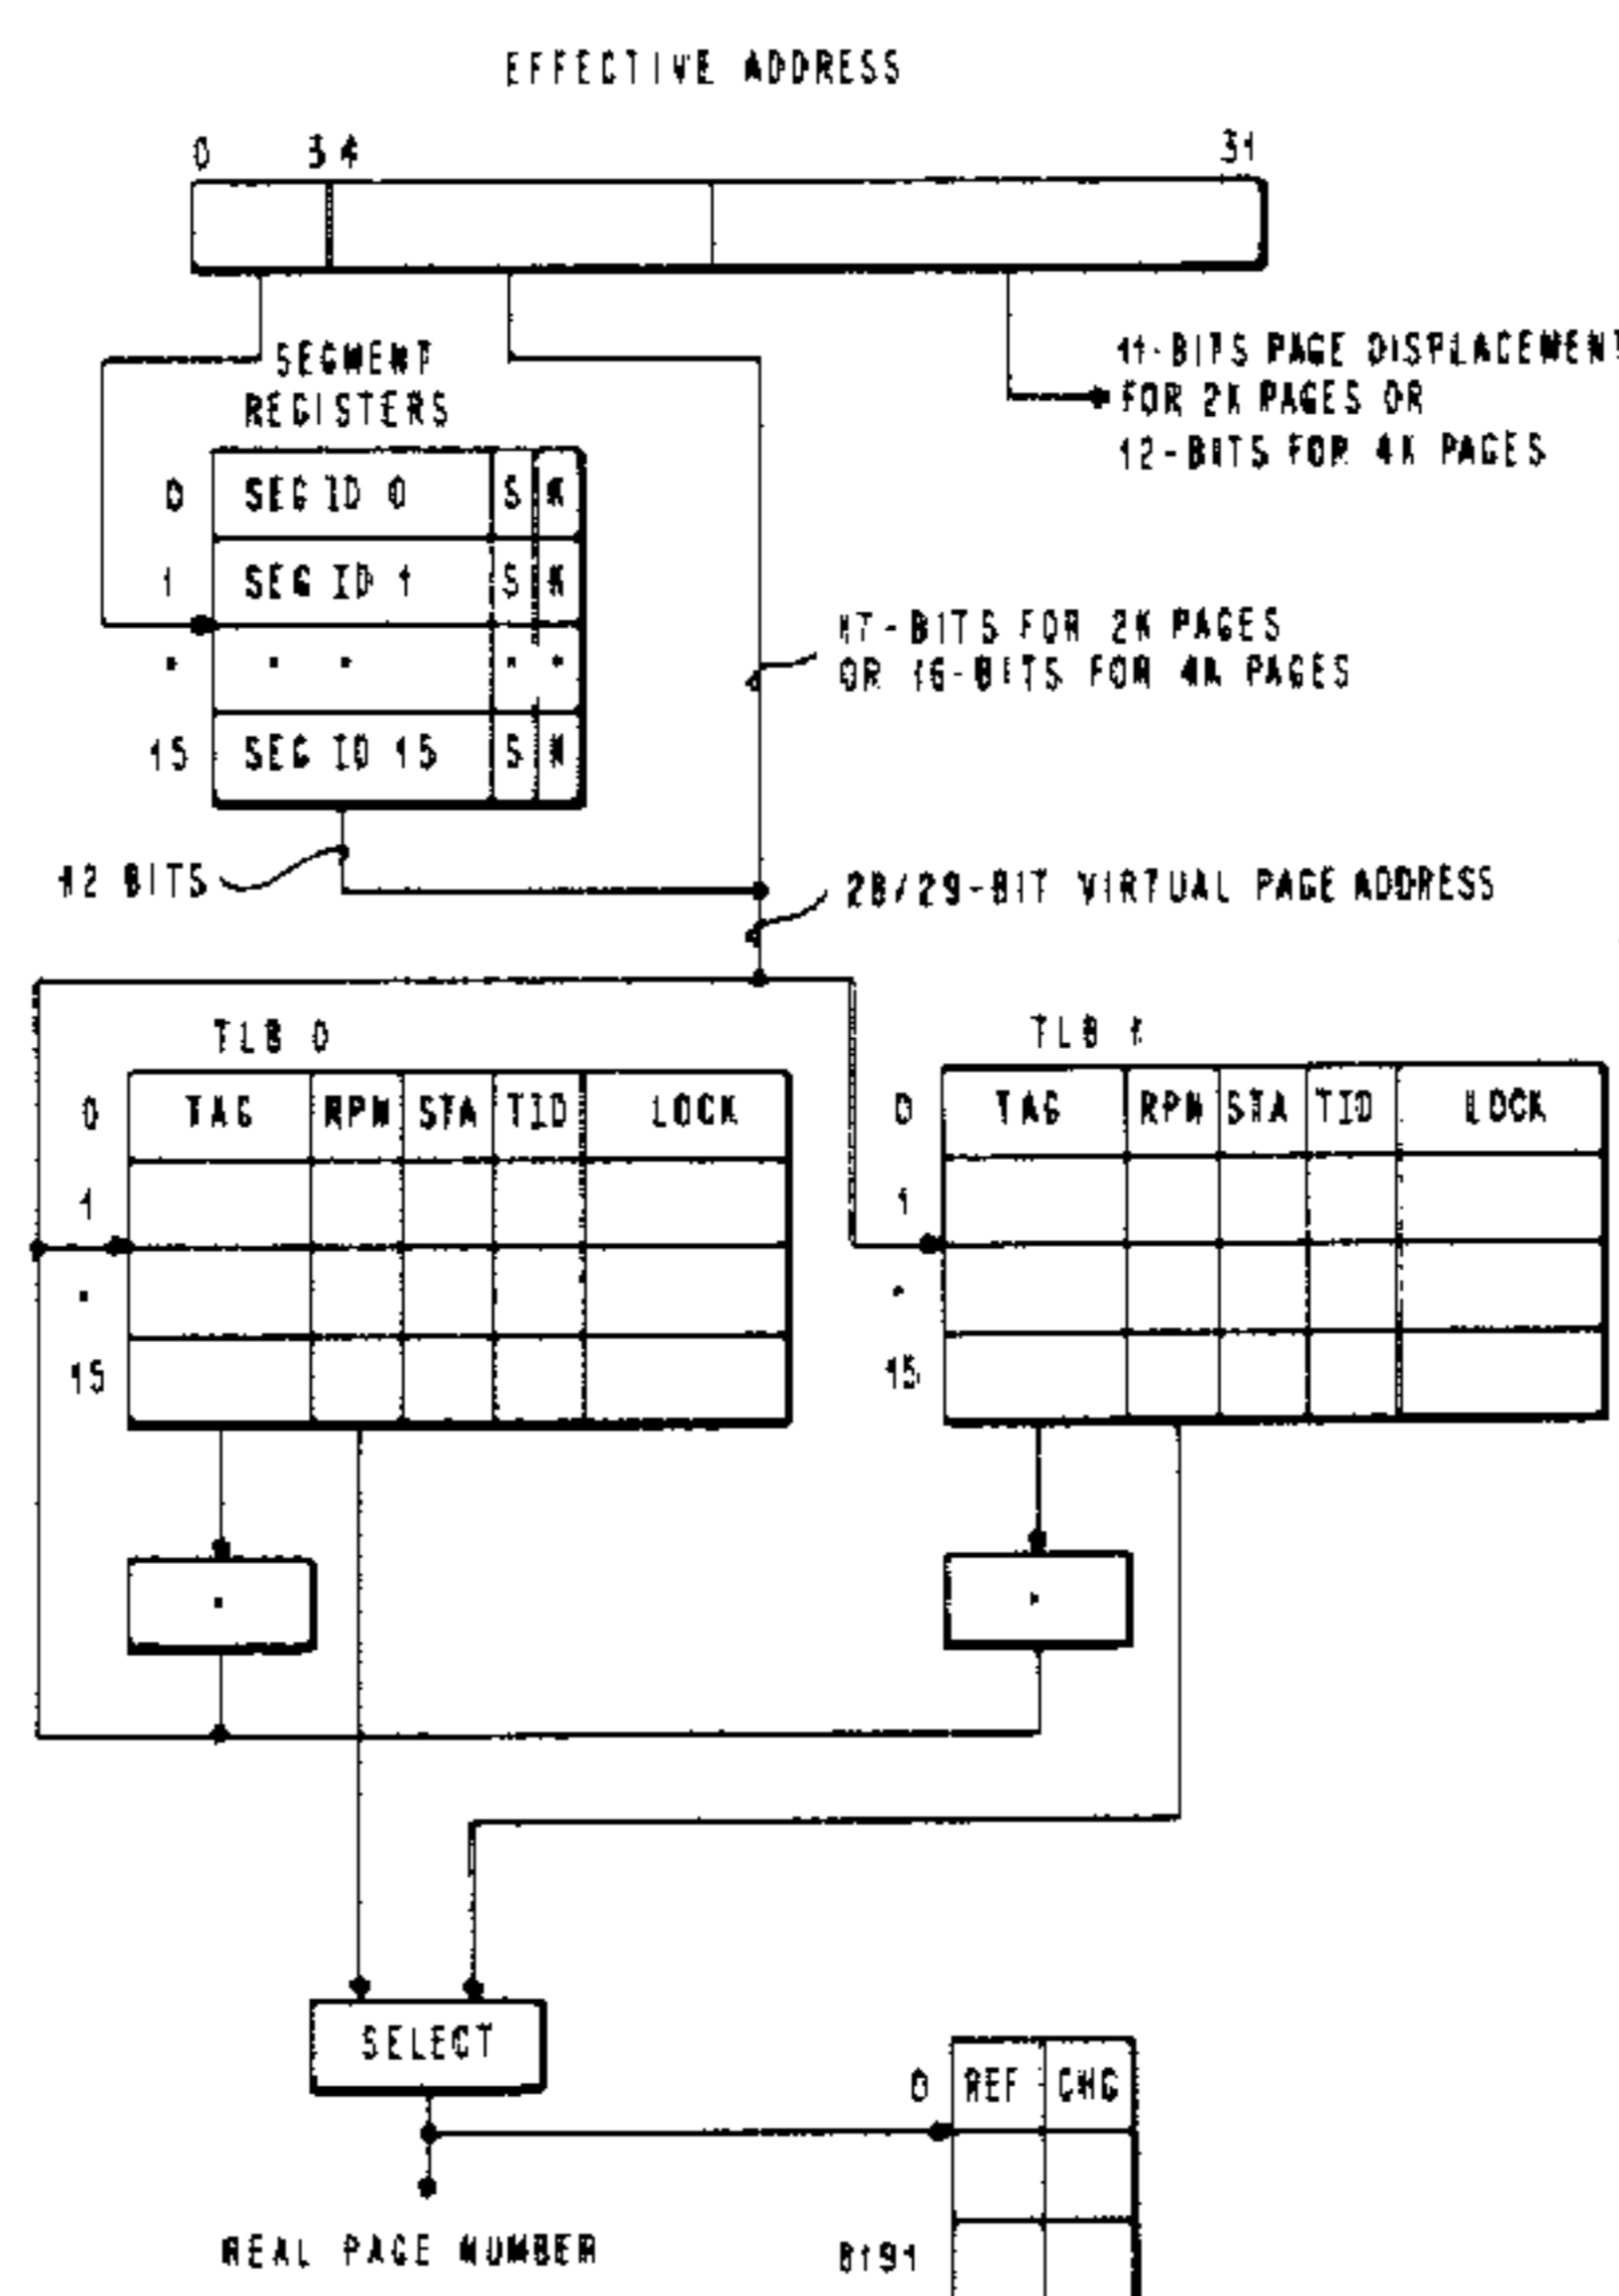 EFFECTIVE ADDRESS
0 3 4 31
11-BITS PAGE DISPLACEMENT
FOR 2K PAGES OR
12-BITS FOR 4K PAGES
SEGMENT
REGISTERS
0 SEG ID 0 S K
1 SEG ID 1 S K
15 SEG ID 15 S K
17-BITS FOR 2K PAGES
OR 16-BITS FOR 4K PAGES
12 BITS
28/29-BIT VIRTUAL PAGE ADDRESS
TLB 0
0 TAG RPN STA TID LOCK
1
15
TLB 1
0 TAG RPN STA TID LOCK
1
15
SELECT
0 REF CHG
8191
REAL PAGE NUMBER